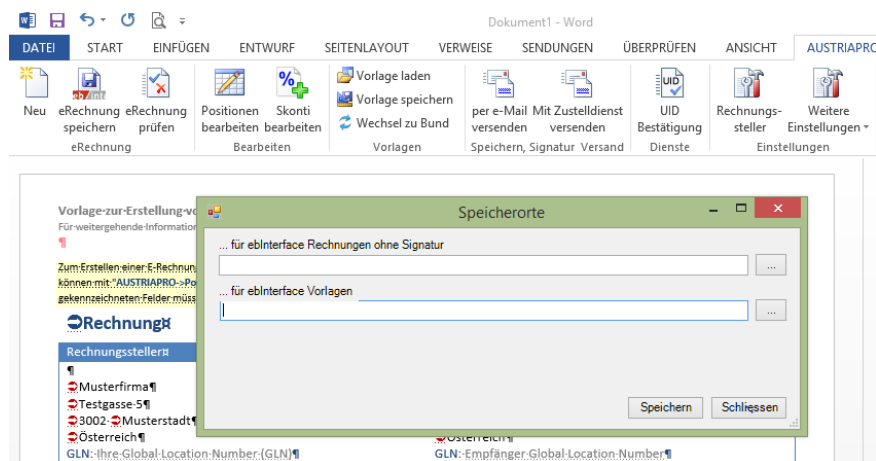 Dokument1 - Word
DATEI START EINFÜGEN ENTWURF SEITENLAYOUT VERWEISE SENDUNGEN ÜBERPRÜFEN ANSICHT AUSTRIAPRO
Neu
eRechnung speichern
eRechnung prüfen
eRechnung
Positionen bearbeiten
Skonti bearbeiten
Bearbeiten
Vorlage laden
Vorlage speichern
Wechsel zu Bund
Vorlagen
per e-Mail versenden
Mit Zustelldienst versenden
Speichern, Signatur Versand
UID Bestätigung
Dienste
Rechnungs-steller
Weitere Einstellungen
Einstellungen
Vorlage·zur·Erstellung·
Für·weitergehende·
Zum·Erstellen·einer·E-Rechnun
können·mit·"AUSTRIAPRO->Po
gekennzeichneten·Felder·müss
Rechnung¤
Rechnungssteller¤
¶
Musterfirma¶
Testgasse·5¶
3002·Musterstadt¶
Österreich¶
GLN:·Ihre·Global·Location·Number·(GLN)¶
Österreich¶
GLN:·Empfänger·Global·Location·Number¶
Speicherorte
... für ebInterface Rechnungen ohne Signatur
...
... für ebInterface Vorlagen
...
Speichern
Schliessen